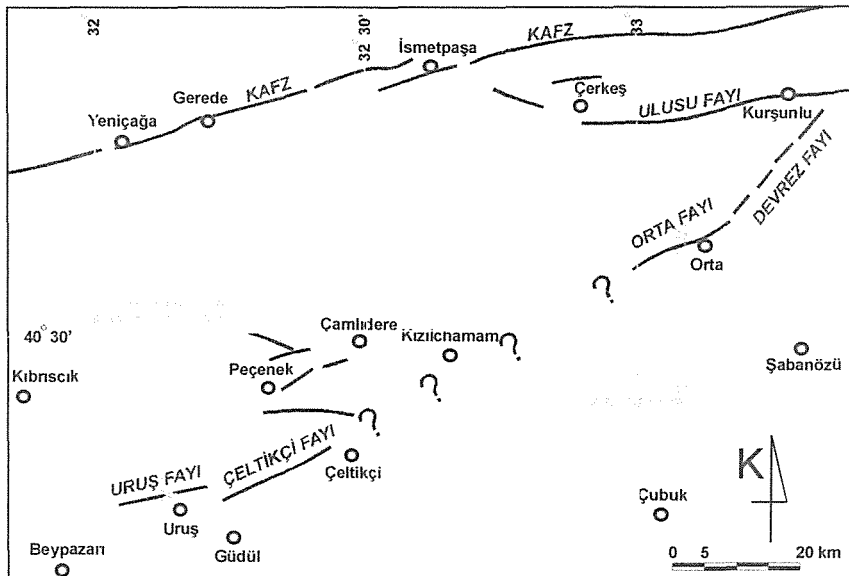 32
32 30'
33
KAFZ
İsmetpaşa
KAFZ
Gerede
Yeniçağa
Çerkeş
ULUSU FAYI
Kurşunlu
DEVREZ FAYI
ORTA FAYI
Orta
?
40° 30'
Çamlıdere
Kızılcahamam
?
Şabanözü
Kıbrıscık
Peçenek
?
?
URUŞ FAYI
ÇELTİKÇİ FAYI
Çeltikçi
K
Uruş
Çubuk
Güdül
Beypazarı
0 5 20 km